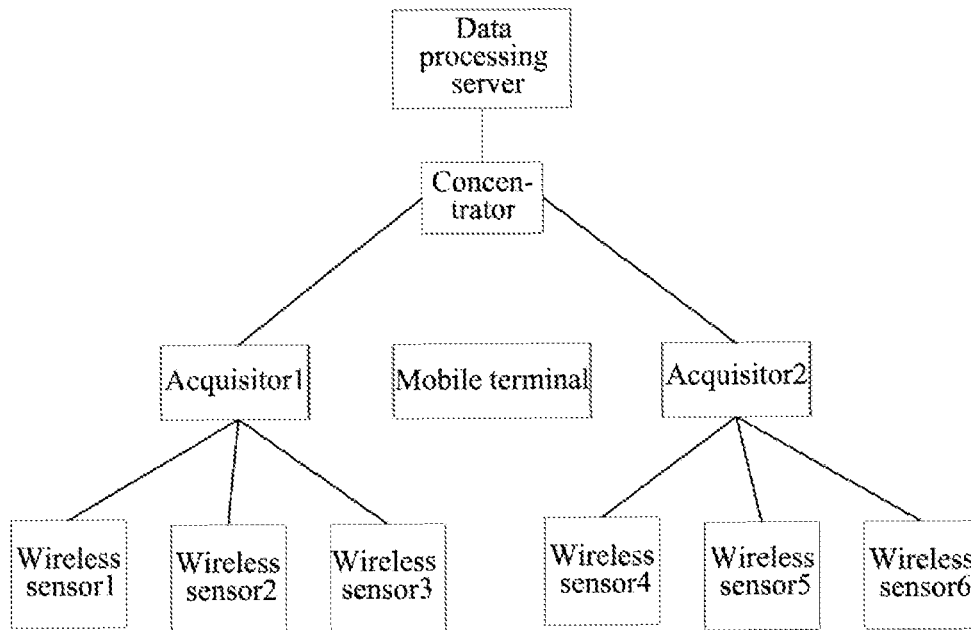 Data
processing
server
Concen-
trator
Acquisitor1
Mobile terminal
Acquisitor2
Wireless
sensor1
Wireless
sensor2
Wireless
sensor3
Wireless
sensor4
Wireless
sensor5
Wireless
sensor6